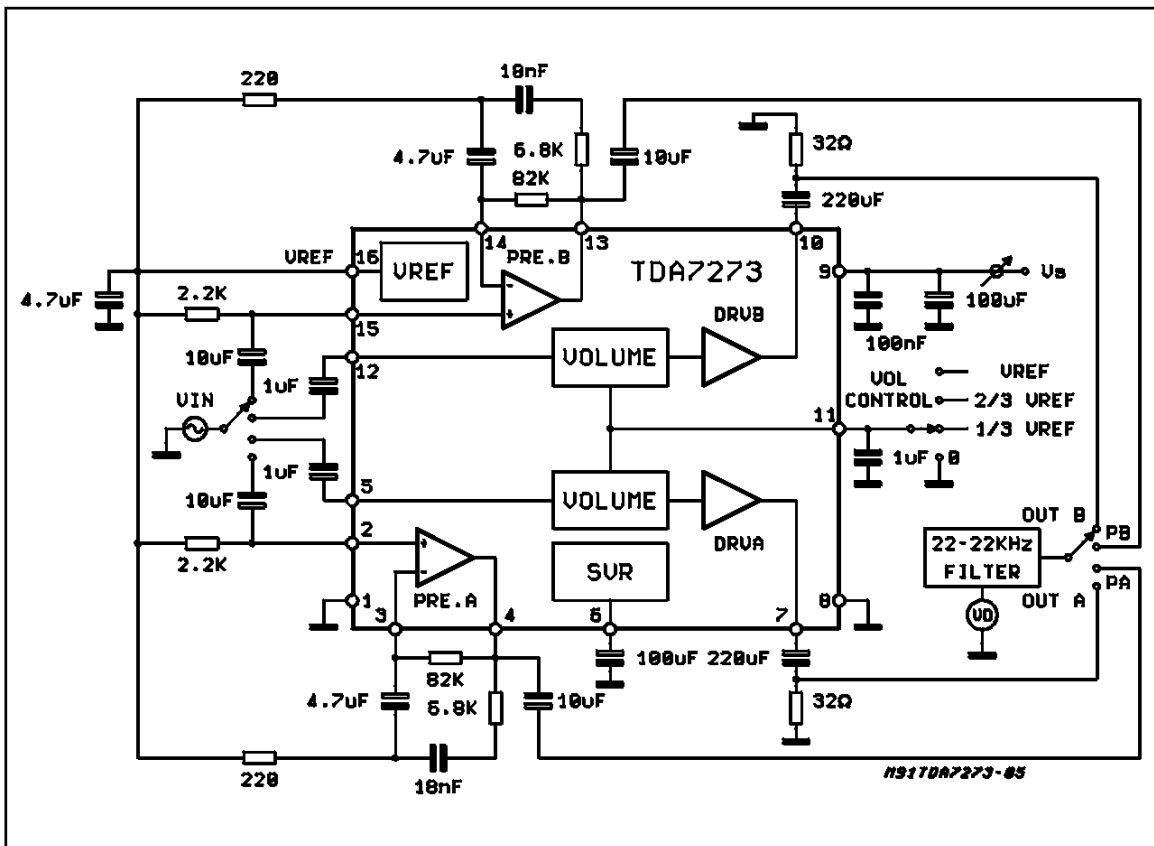 220
18nF
4.7uF
6.8K
82K
10uF
32Ω
220uF
14
13
10
VREF
16
VREF
PRE.B
TDA7273
9
Vs
4.7uF
2.2K
15
DRVB
100nF
100uF
10uF
12
VOLUME
1uF
VOL
CONTROL
VREF
2/3 VREF
1/3 VREF
0
VIN
11
1uF
1uF
10uF
5
VOLUME
DRVA
2
2.2K
PRE.A
SVR
OUT B
PB
22-22KHz
FILTER
PA
OUT A
VD
1
3
4
6
7
8
82K
100uF
220uF
4.7uF
6.8K
10uF
32Ω
220
18nF
M91TDA7273-05